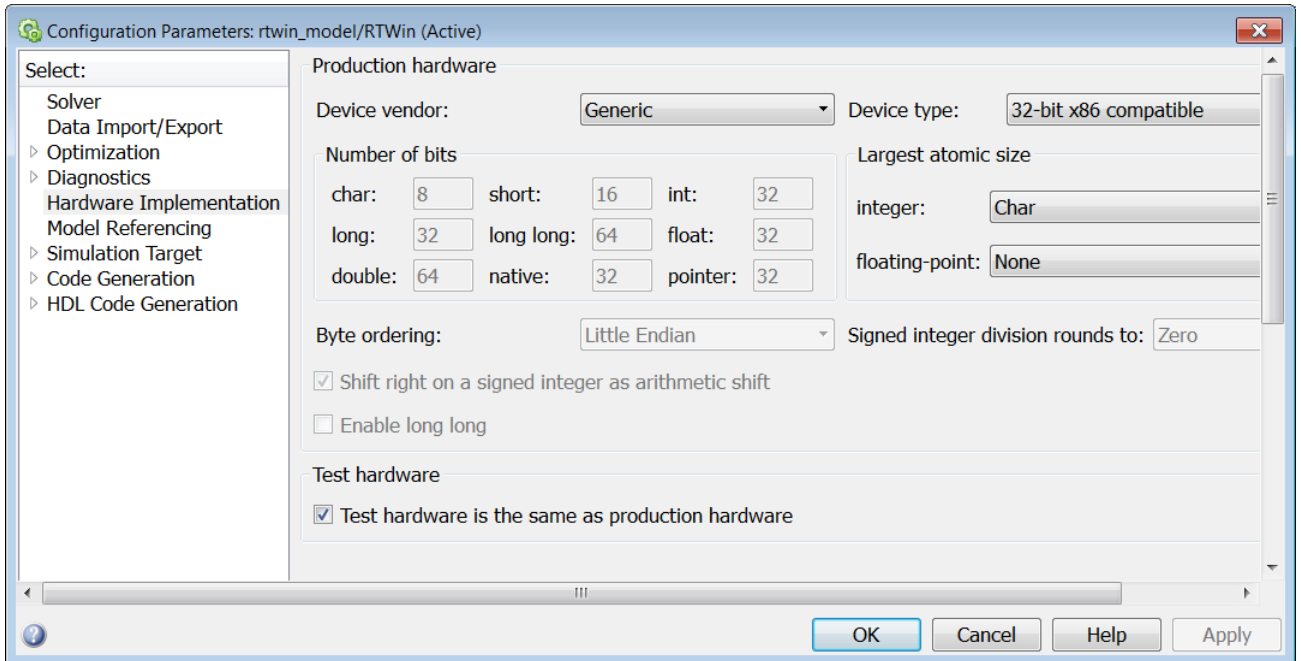 Configuration Parameters: rtwin_model/RTWin (Active)
Select:
Solver
Data Import/Export
Optimization
Diagnostics
Hardware Implementation
Model Referencing
Simulation Target
Code Generation
HDL Code Generation
Production hardware
Device vendor: Generic Device type: 32-bit x86 compatible
Number of bits
char: 8 short: 16 int: 32
long: 32 long long: 64 float: 32
double: 64 native: 32 pointer: 32
Largest atomic size
integer: Char
floating-point: None
Byte ordering: Little Endian Signed integer division rounds to: Zero
Shift right on a signed integer as arithmetic shift
Enable long long
Test hardware
Test hardware is the same as production hardware
OK Cancel Help Apply